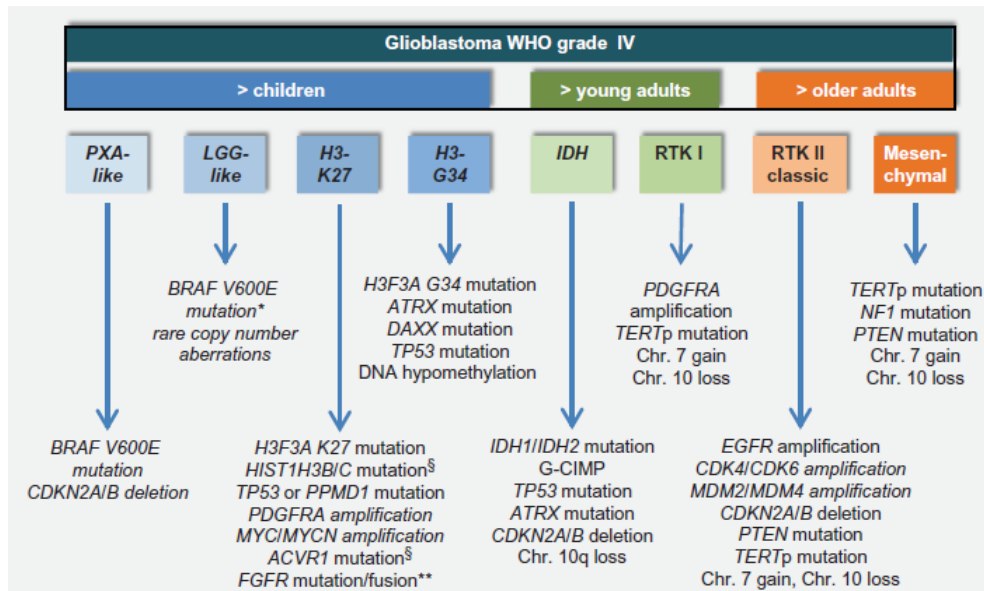 Glioblastoma WHO grade IV
> children
> young adults
> older adults
PXA-
like
LGG-
like
H3-
K27
H3-
G34
IDH
RTK I
RTK II
classic
Mesen-
chymal
BRAF V600E
mutation*
rare copy number
aberrations
H3F3A G34 mutation
ATRX mutation
DAXX mutation
TP53 mutation
DNA hypomethylation
PDGFRA
amplification
TERTp mutation
Chr. 7 gain
Chr. 10 loss
TERTp mutation
NF1 mutation
PTEN mutation
Chr. 7 gain
Chr. 10 loss
BRAF V600E
mutation
CDKN2A/B deletion
H3F3A K27 mutation
HIST1H3B/C mutation§
TP53 or PPMD1 mutation
PDGFRA amplification
MYC/MYCN amplification
ACVR1 mutation§
FGFR mutation/fusion**
IDH1/IDH2 mutation
G-CIMP
TP53 mutation
ATRX mutation
CDKN2A/B deletion
Chr. 10q loss
EGFR amplification
CDK4/CDK6 amplification
MDM2/MDM4 amplification
CDKN2A/B deletion
PTEN mutation
TERTp mutation
Chr. 7 gain, Chr. 10 loss